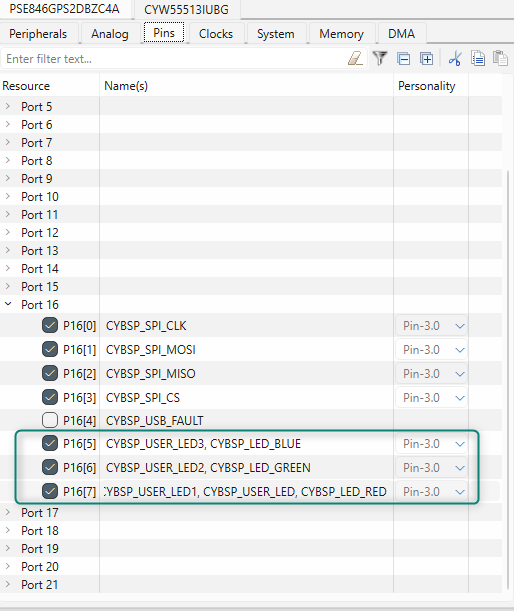 PSE846GPS2DBZC4A CYW55513IUBG
Peripherals Analog Pins Clocks System Memory DMA
Enter filter text...
Resource Name(s) Personality
Port 5
Port 6
Port 7
Port 8
Port 9
Port 10
Port 11
Port 12
Port 13
Port 14
Port 15
Port 16
P16[0] CYBSP_SPI_CLK Pin-3.0
P16[1] CYBSP_SPI_MOSI Pin-3.0
P16[2] CYBSP_SPI_MISO Pin-3.0
P16[3] CYBSP_SPI_CS Pin-3.0
P16[4] CYBSP_USB_FAULT
P16[5] CYBSP_USER_LED3, CYBSP_LED_BLUE Pin-3.0
P16[6] CYBSP_USER_LED2, CYBSP_LED_GREEN Pin-3.0
P16[7] CYBSP_USER_LED1, CYBSP_USER_LED, CYBSP_LED_RED Pin-3.0
Port 17
Port 18
Port 19
Port 20
Port 21